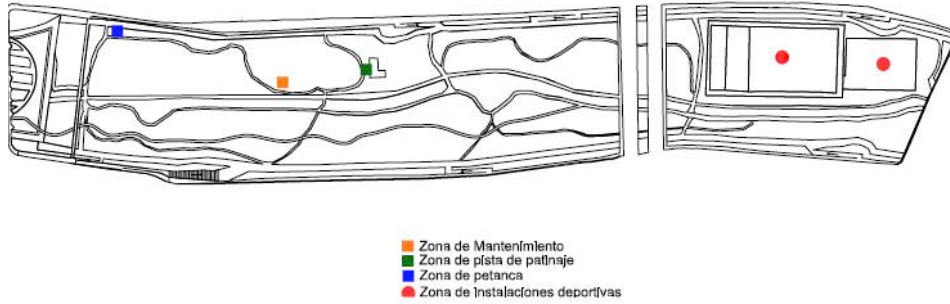 Zona de Mantenimiento
Zona de pista de patinaje
Zona de petanca
Zona de instalaciones deportivas